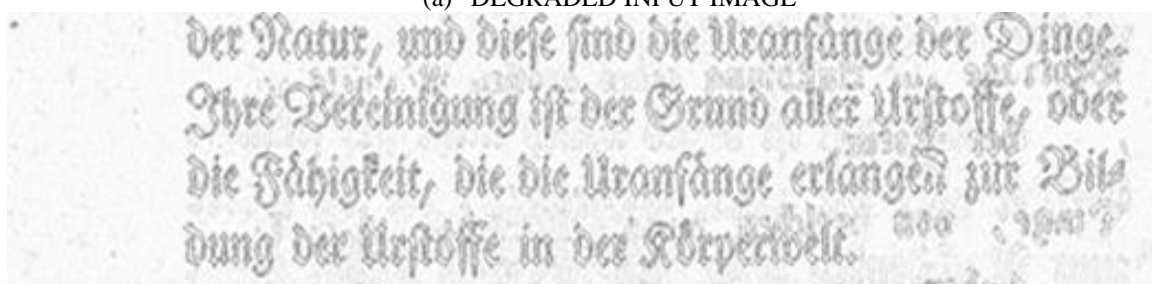 (a) DEGRADED INPUT IMAGE
der Natur, und diese sind die Uranfänge der Dinge.
Ihre Vereinigung ist der Grund aller Urstoffe, oder
die Fähigkeit, die die Uranfänge erlangen zur Bil⸗
dung der Urstoffe in der Körperwelt.